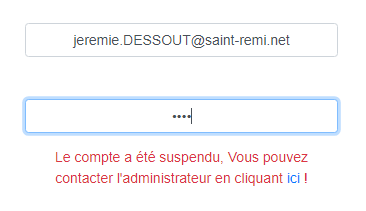 jeremie.DESSOUT@saint-remi.net
••••
Le compte a été suspendu, Vous pouvez
contacter l'administrateur en cliquant ici !